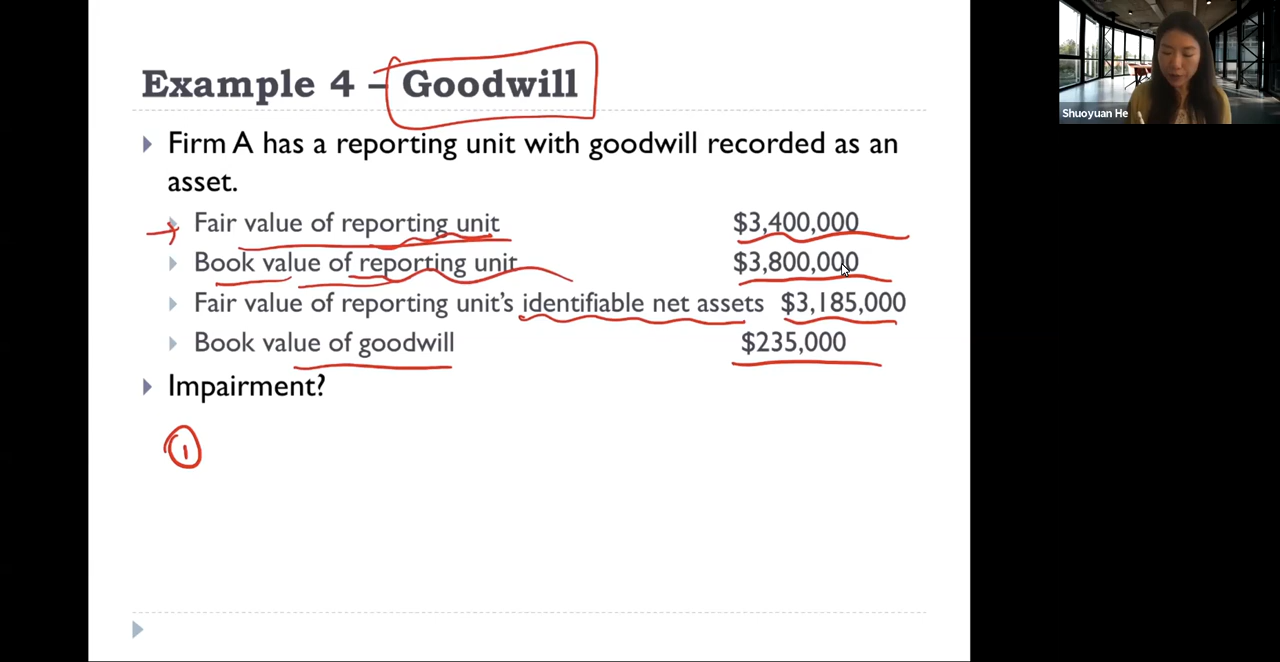 Example 4 – Goodwill
Firm A has a reporting unit with goodwill recorded as an
asset.
Fair value of reporting unit $3,400,000
Book value of reporting unit $3,800,000
Fair value of reporting unit's identifiable net assets $3,185,000
Book value of goodwill $235,000
Impairment?
1
Shuoyuan He